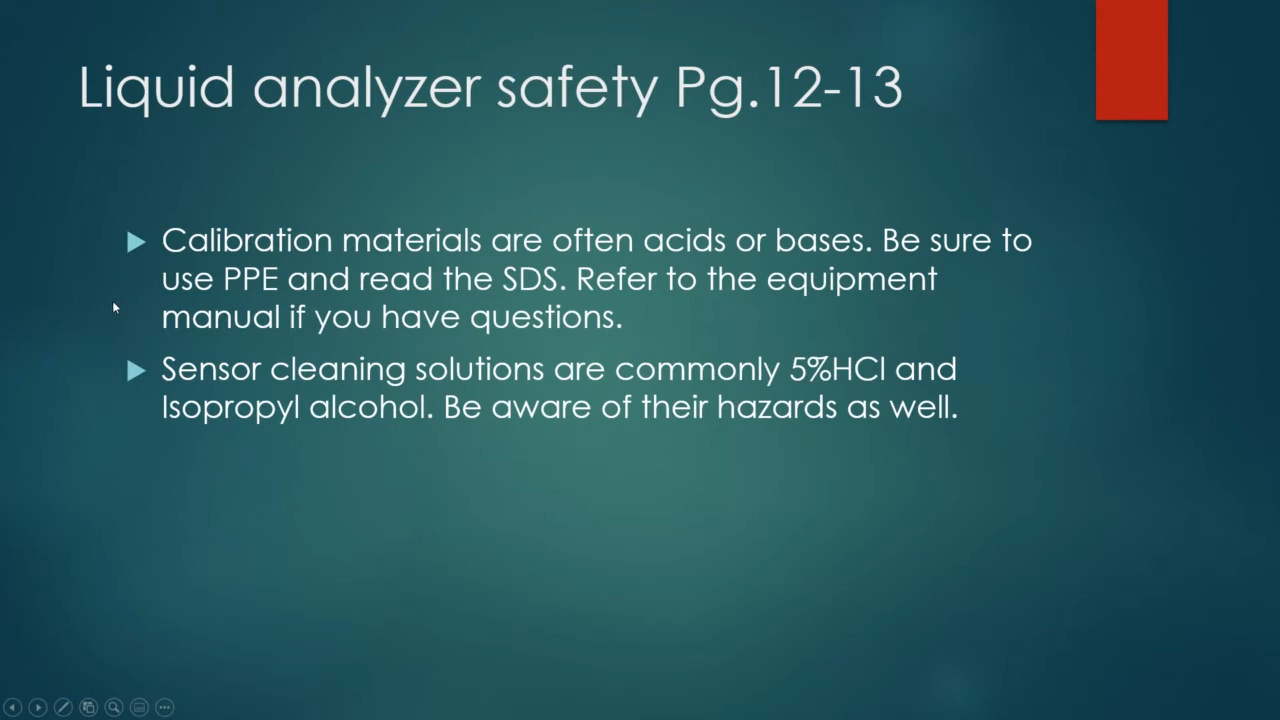 Liquid analyzer safety Pg.12-13
Calibration materials are often acids or bases. Be sure to
use PPE and read the SDS. Refer to the equipment
manual if you have questions.
Sensor cleaning solutions are commonly 5%HCl and
Isopropyl alcohol. Be aware of their hazards as well.